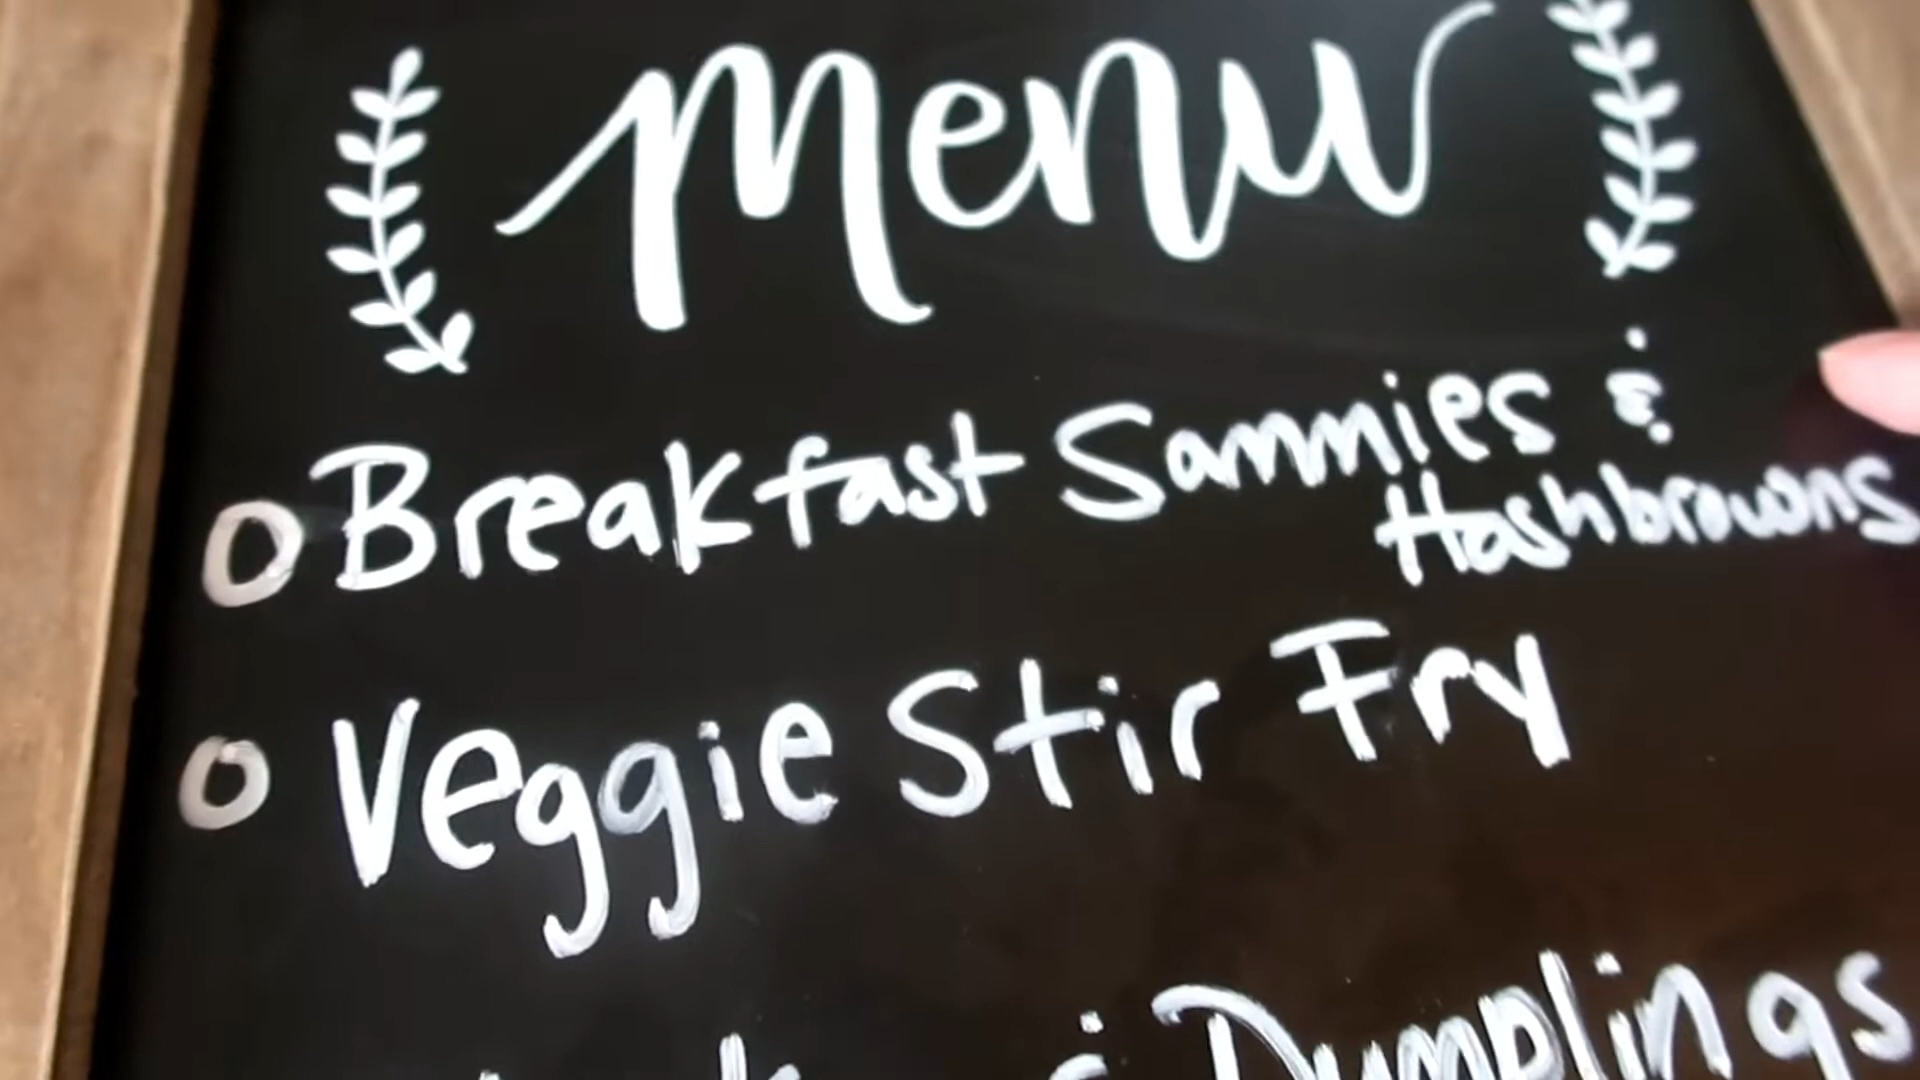 Menu
Breakfast Sammies &
Hashbrowns
Veggie Stir Fry
& Dumplings